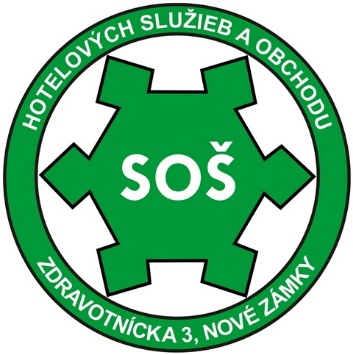 HOTELOVÝCH SLUŽIEB A OBCHODU
SOŠ
ZDRAVOTNÍCKA 3, NOVÉ ZÁMKY